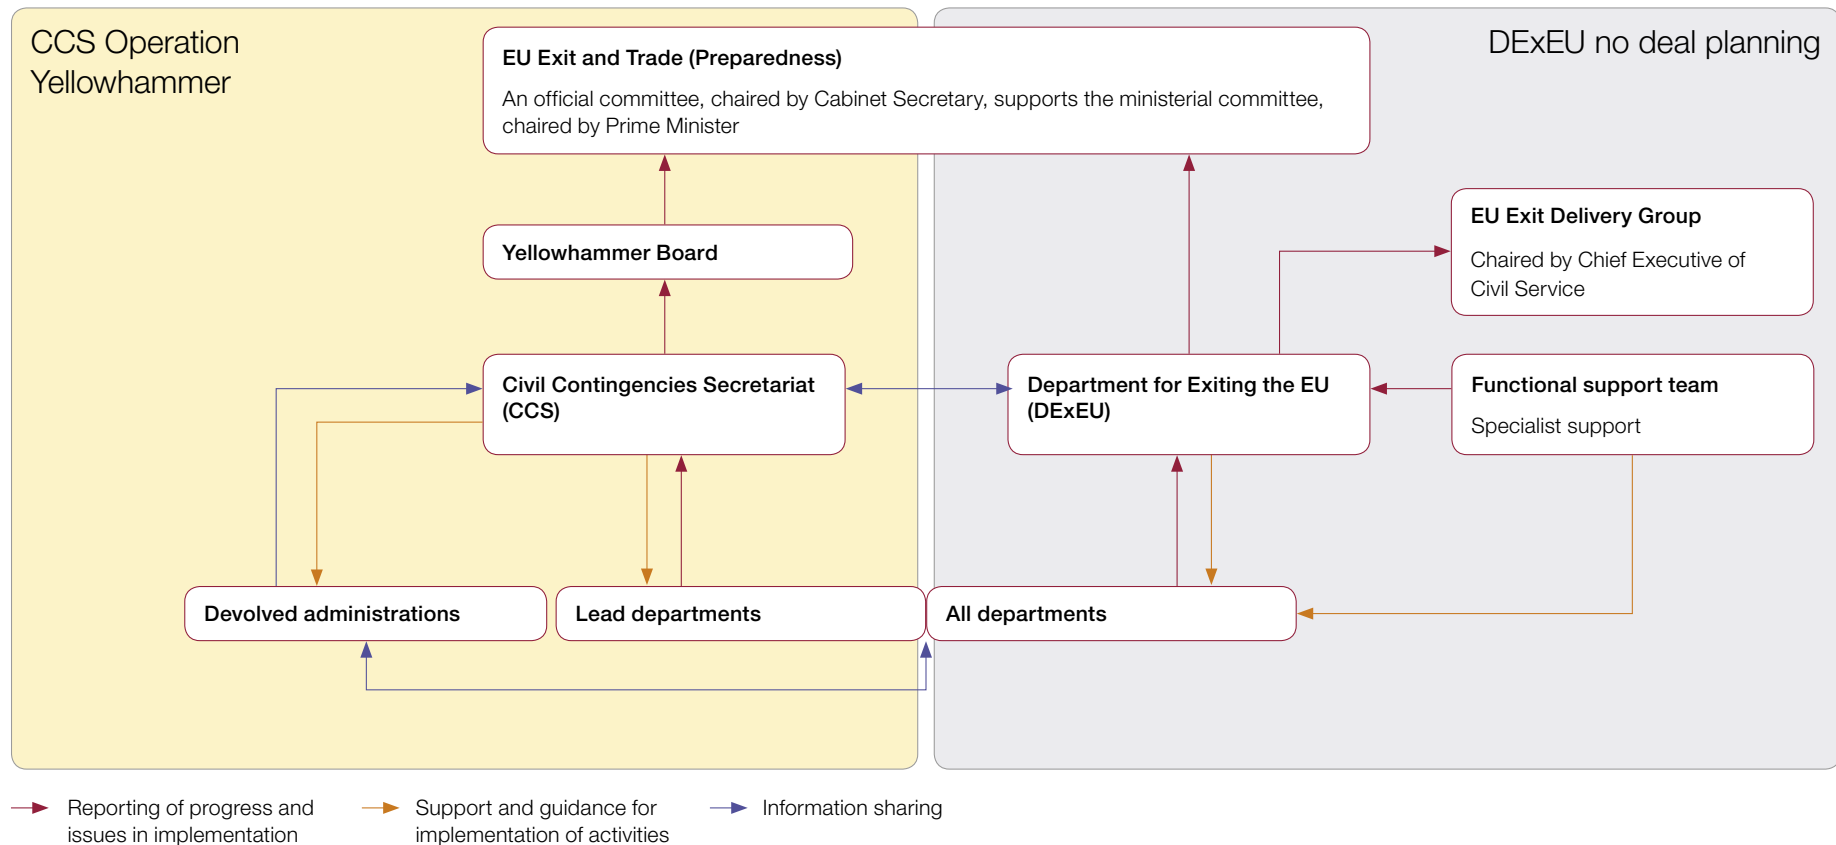 CCS Operation
Yellowhammer
DExEU no deal planning
EU Exit and Trade (Preparedness)
An official committee, chaired by Cabinet Secretary, supports the ministerial committee,
chaired by Prime Minister
Yellowhammer Board
EU Exit Delivery Group
Chaired by Chief Executive of
Civil Service
Civil Contingencies Secretariat
(CCS)
Department for Exiting the EU
(DExEU)
Functional support team
Specialist support
Devolved administrations
Lead departments
All departments
Reporting of progress and
issues in implementation
Support and guidance for
implementation of activities
Information sharing